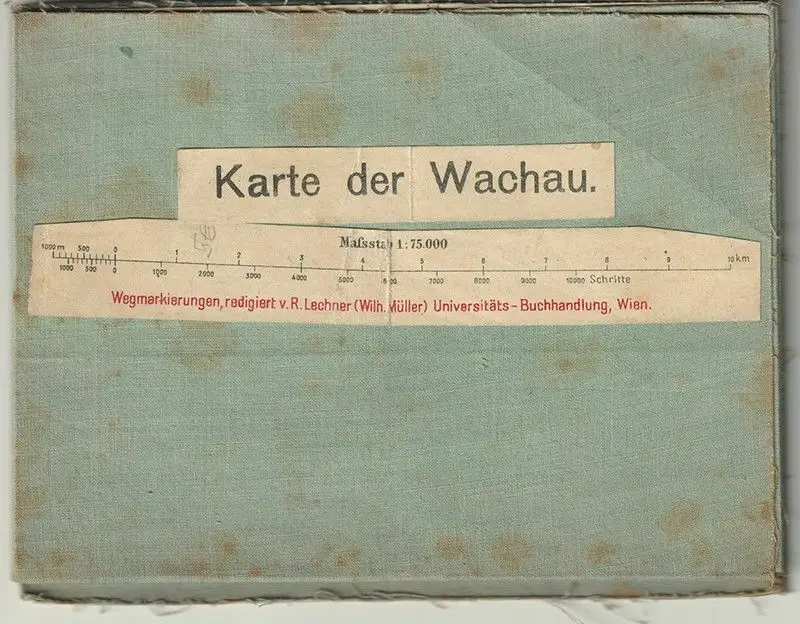 Karte der Wachau.
Maſsstab 1:75.000
1000 m 500 0 1 2 3 4 5 6 7 8 9 10 km
1000 500 0 1000 2000 3000 4000 5000 6000 7000 8000 9000 10000 Schritte
Wegmarkierungen, redigiert v. R. Lechner (Wilh. Müller) Universitäts-Buchhandlung, Wien.